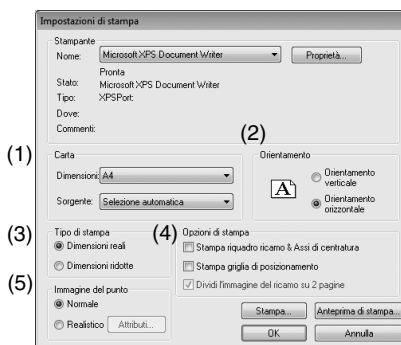 Impostazioni di stampa
Stampante
Nome: Microsoft XPS Document Writer Proprietà...
Stato: Pronta
Tipo: Microsoft XPS Document Writer
Dove: XPSPort:
Commenti:
(1) (2)
Carta Orientamento
Dimensioni: A4
Orientamento verticale
Sorgente: Selezione automatica
Orientamento orizzontale
(3) (4)
Tipo di stampa Opzioni di stampa
Dimensioni reali Stampa riquadro ricamo & Assi di centratura
Dimensioni ridotte Stampa griglia di posizionamento
(5)
Immagine del punto Dividi l'immagine del ricamo su 2 pagine
Normale
Stampa... Anteprima di stampa...
Realistico Attributi...
OK Annulla